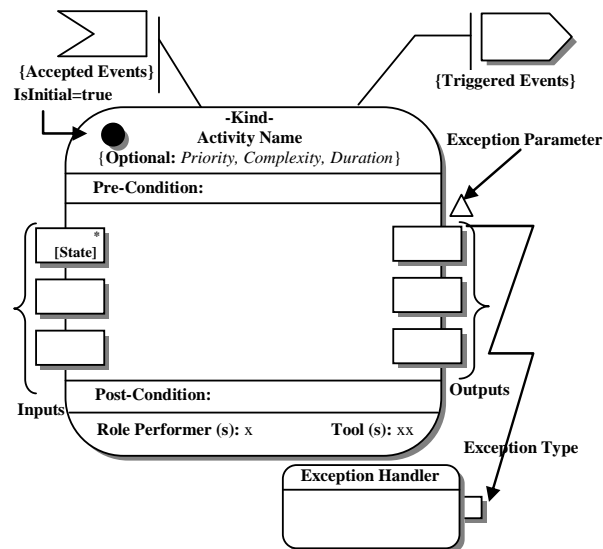 {Accepted Events}
{Triggered Events}
IsInitial=true
-Kind-
Activity Name
{Optional: Priority, Complexity, Duration}
Exception Parameter
Pre-Condition:
*
[State]
Post-Condition:
Outputs
Inputs
Role Performer (s): x
Tool (s): xx
Exception Type
Exception Handler